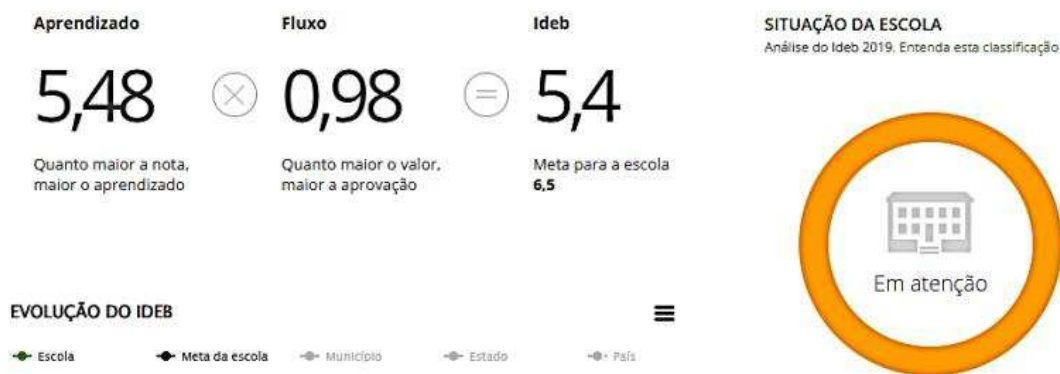 Aprendizado
Fluxo
Ideb
5,48 × 0,98 = 5,4
Quanto maior a nota,
maior o aprendizado
Quanto maior o valor,
maior a aprovação
Meta para a escola
6,5
SITUAÇÃO DA ESCOLA
Análise do Ideb 2019. Entenda esta classificação
Em atenção
EVOLUÇÃO DO IDEB
Escola Meta da escola Município Estado País